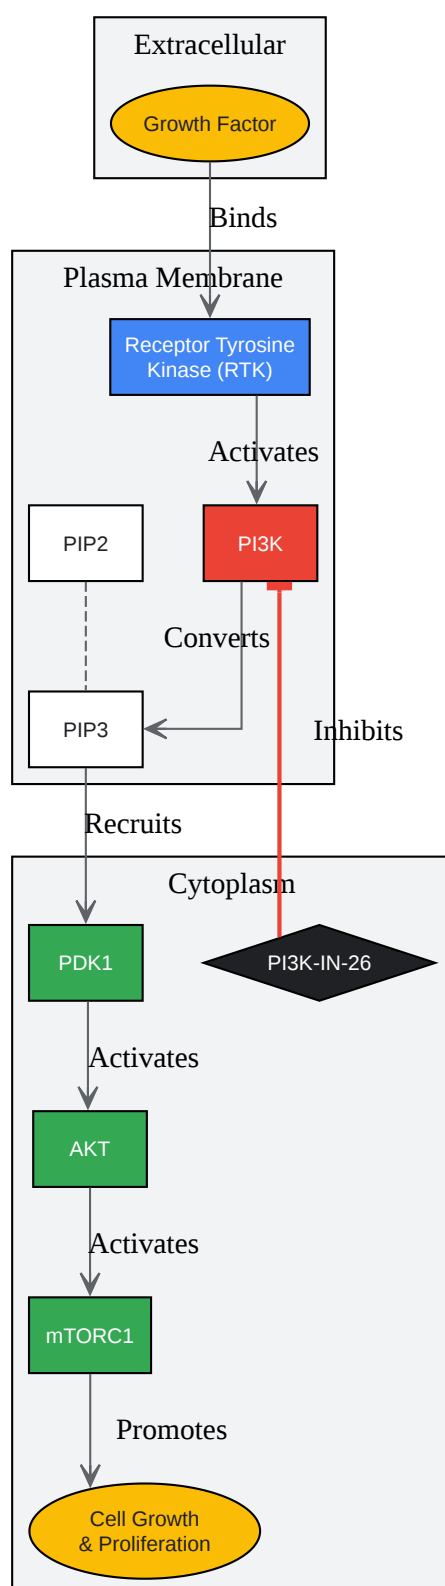 Extracellular
Growth Factor
Binds
Plasma Membrane
Receptor Tyrosine
Kinase (RTK)
Activates
PIP2
PI3K
Converts
PIP3
Inhibits
Recruits
Cytoplasm
PDK1
PI3K-IN-26
Activates
AKT
Activates
mTORC1
Promotes
Cell Growth
& Proliferation